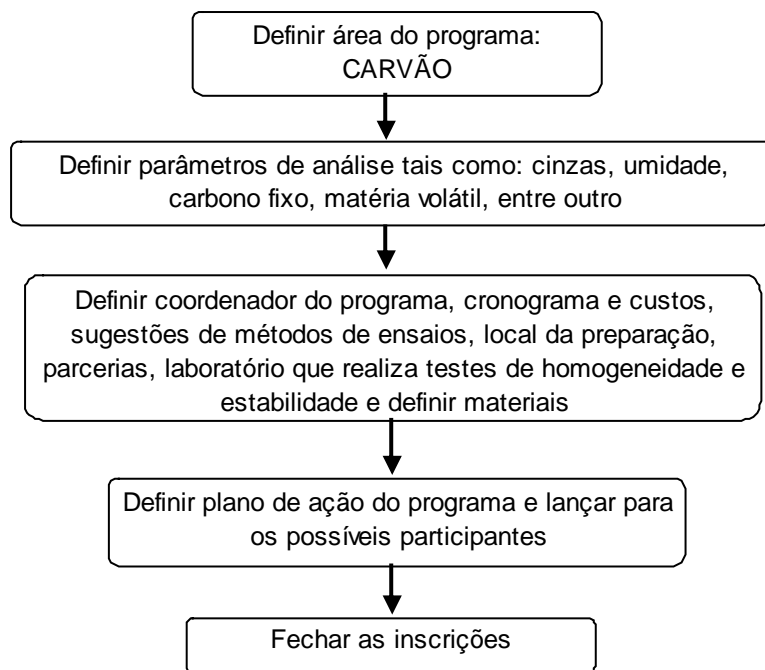 Definir área do programa:
CARVÃO
Definir parâmetros de análise tais como: cinzas, umidade,
carbono fixo, matéria volátil, entre outro
Definir coordenador do programa, cronograma e custos,
sugestões de métodos de ensaios, local da preparação,
parcerias, laboratório que realiza testes de homogeneidade e
estabilidade e definir materiais
Definir plano de ação do programa e lançar para
os possíveis participantes
Fechar as inscrições